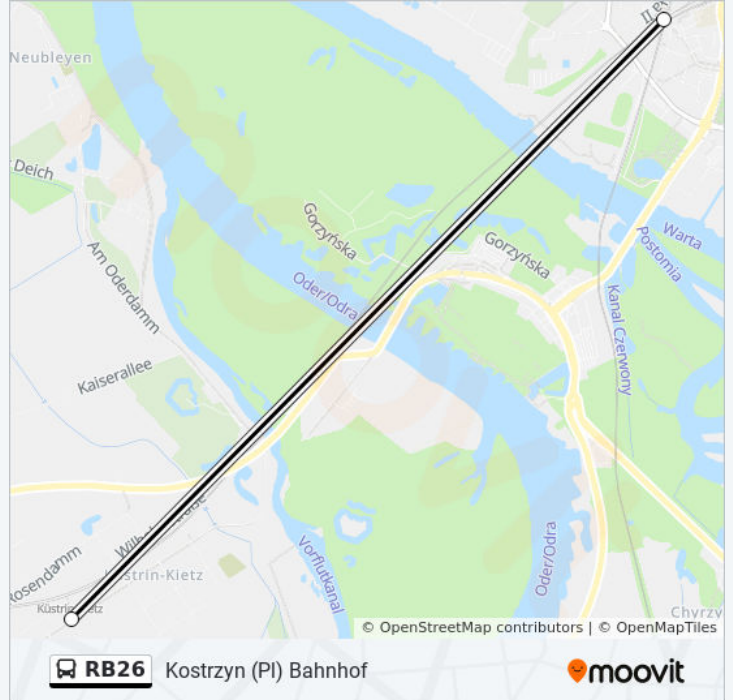 Neubleyen
Deich
Gorzyńska
Gorzyńska
Warta
Postomia
Am Oderdamm
Oder/Odra
Kanal Czerwony
Kaiserallee
Rosendamm
Küstrin-Kietz
Vorflutkanal
Oder/Odra
Chyrzy
© OpenStreetMap contributors | © OpenMapTiles
RB26 Kostrzyn (Pl) Bahnhof
moovit